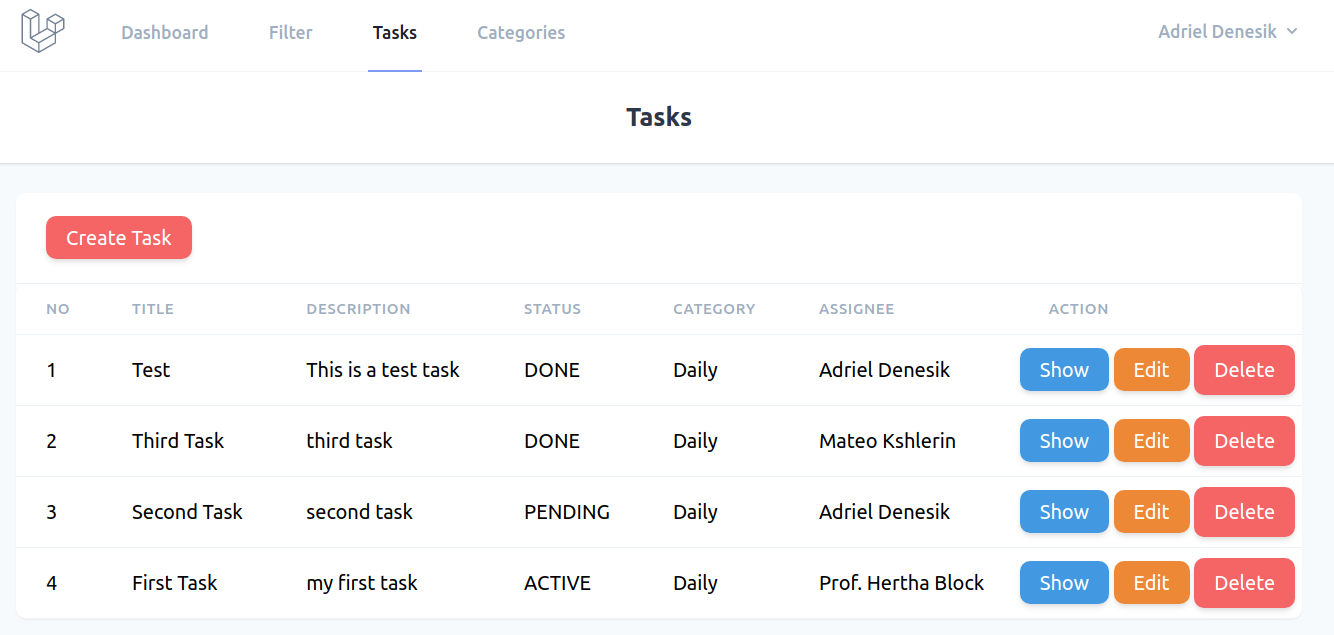 Dashboard Filter Tasks Categories Adriel Denesik
Tasks
Create Task
NO TITLE DESCRIPTION STATUS CATEGORY ASSIGNEE ACTION
1 Test This is a test task DONE Daily Adriel Denesik Show Edit Delete
2 Third Task third task DONE Daily Mateo Kshlerin Show Edit Delete
3 Second Task second task PENDING Daily Adriel Denesik Show Edit Delete
4 First Task my first task ACTIVE Daily Prof. Hertha Block Show Edit Delete